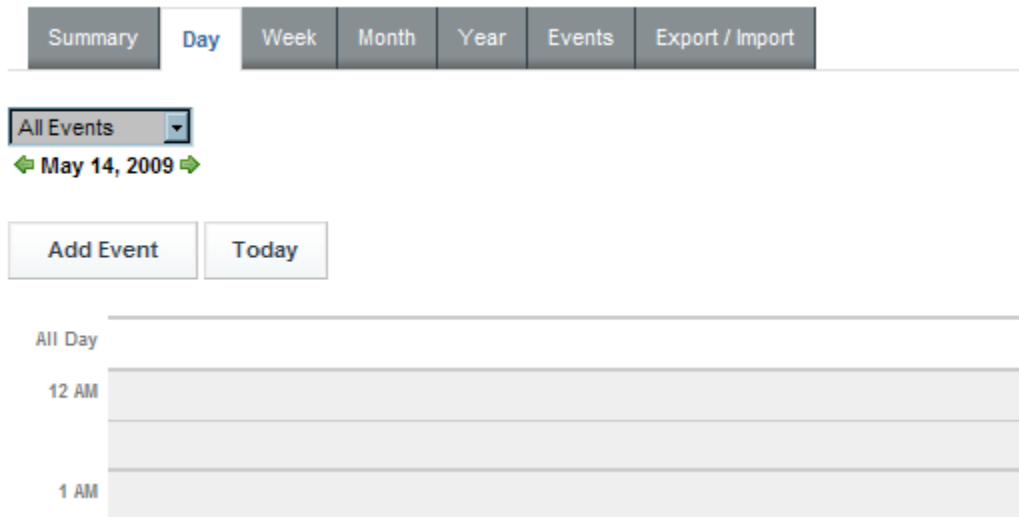 Summary Day Week Month Year Events Export / Import
All Events
May 14, 2009
Add Event Today
All Day
12 AM
1 AM